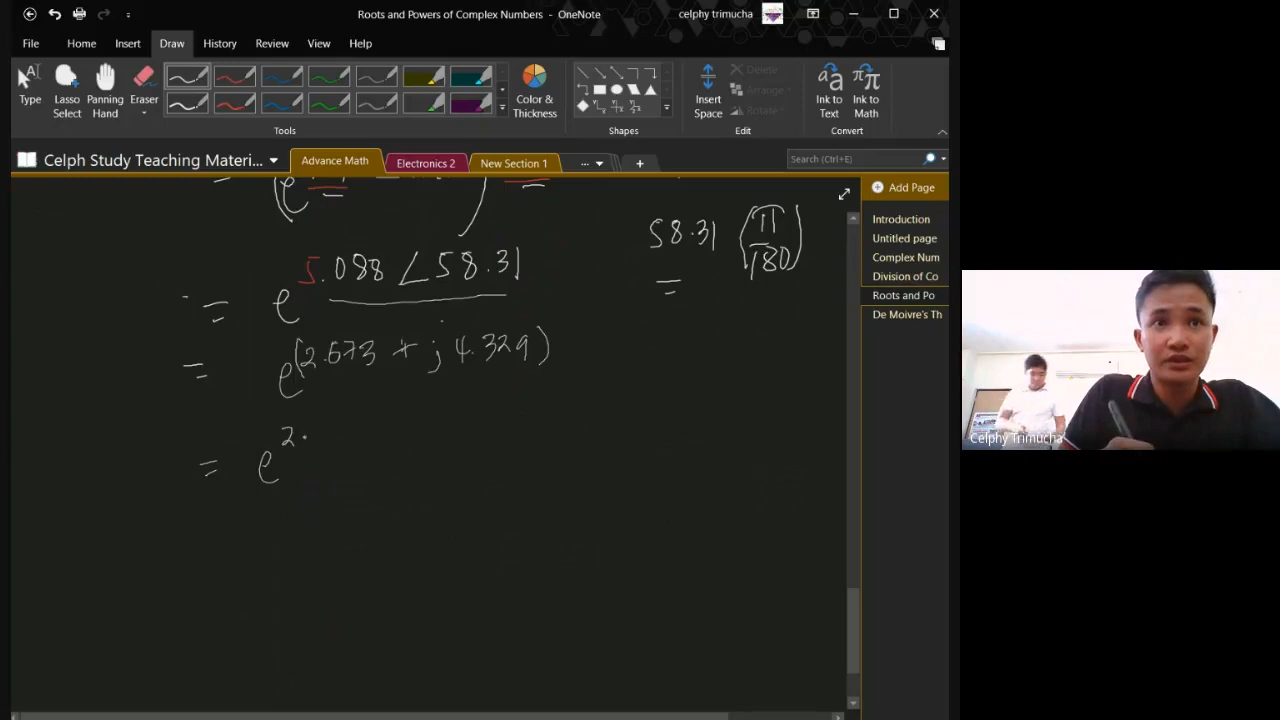 Roots and Powers of Complex Numbers - OneNote
celphy trimucha
File Home Insert Draw History Review View Help
Type
Lasso Select
Panning Hand
Eraser
Color & Thickness
Insert Space
Delete
Arrange
Rotate
Ink to Text
Ink to Math
Tools
Shapes
Edit
Convert
Celph Study Teaching Materi...
Advance Math
Electronics 2
New Section 1
...
+
Search (Ctrl+E)
Add Page
Introduction
Untitled page
Complex Num
Division of Co
Roots and Po
De Moivre's Th
58.31 (π/180)
=
= e^5.088∠58.31
= e^(2.673 + j4.329)
= e^2.
Celphy Trimucha